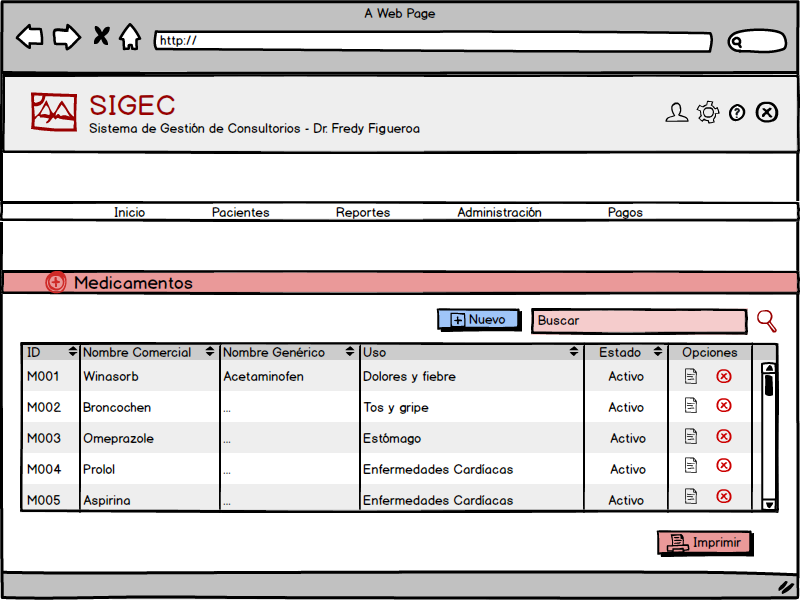 A Web Page
http://
SIGEC
Sistema de Gestión de Consultorios - Dr. Fredy Figueroa
Inicio Pacientes Reportes Administración Pagos
Medicamentos
Nuevo Buscar
ID Nombre Comercial Nombre Genérico Uso Estado Opciones
M001 Winasorb Acetaminofen Dolores y fiebre Activo
M002 Broncochen ... Tos y gripe Activo
M003 Omeprazole ... Estómago Activo
M004 Prolol ... Enfermedades Cardíacas Activo
M005 Aspirina ... Enfermedades Cardíacas Activo
Imprimir